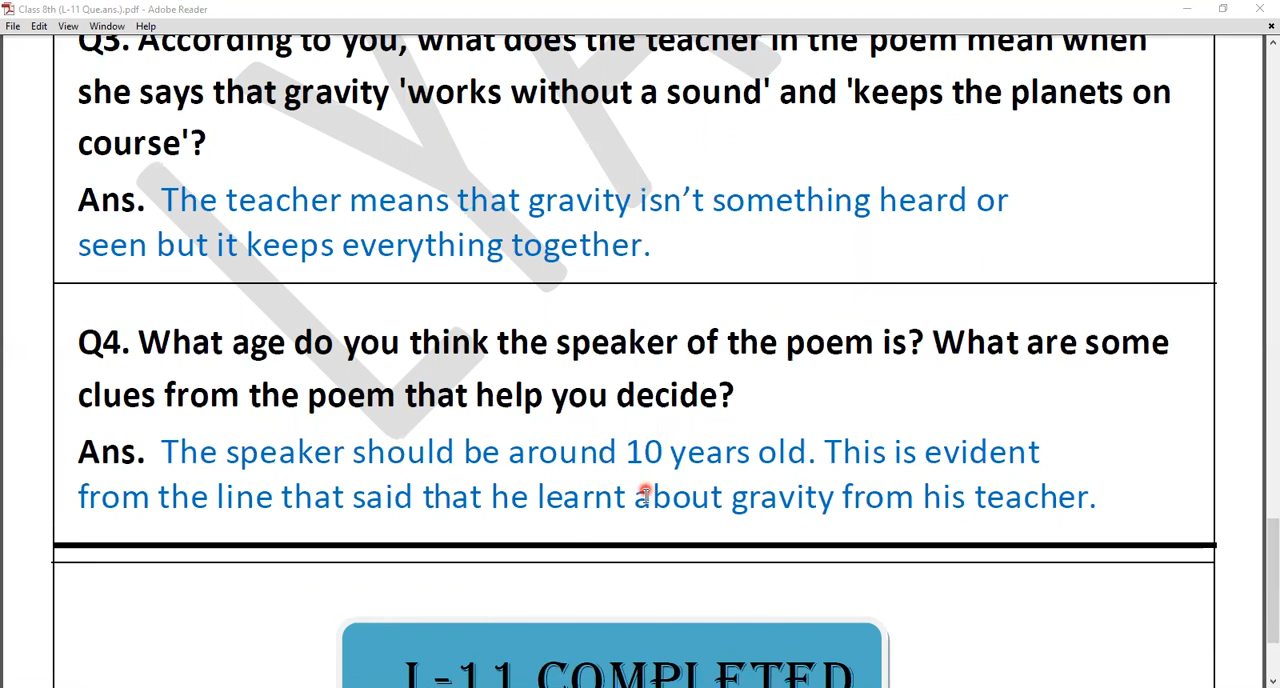 Class 8th (L-11 Que.ans.).pdf - Adobe Reader
File Edit View Window Help
Q3. According to you, what does the teacher in the poem mean when
she says that gravity 'works without a sound' and 'keeps the planets on
course'?
Ans. The teacher means that gravity isn’t something heard or
seen but it keeps everything together.
Q4. What age do you think the speaker of the poem is? What are some
clues from the poem that help you decide?
Ans. The speaker should be around 10 years old. This is evident
from the line that said that he learnt about gravity from his teacher.
L-11 COMPLETED